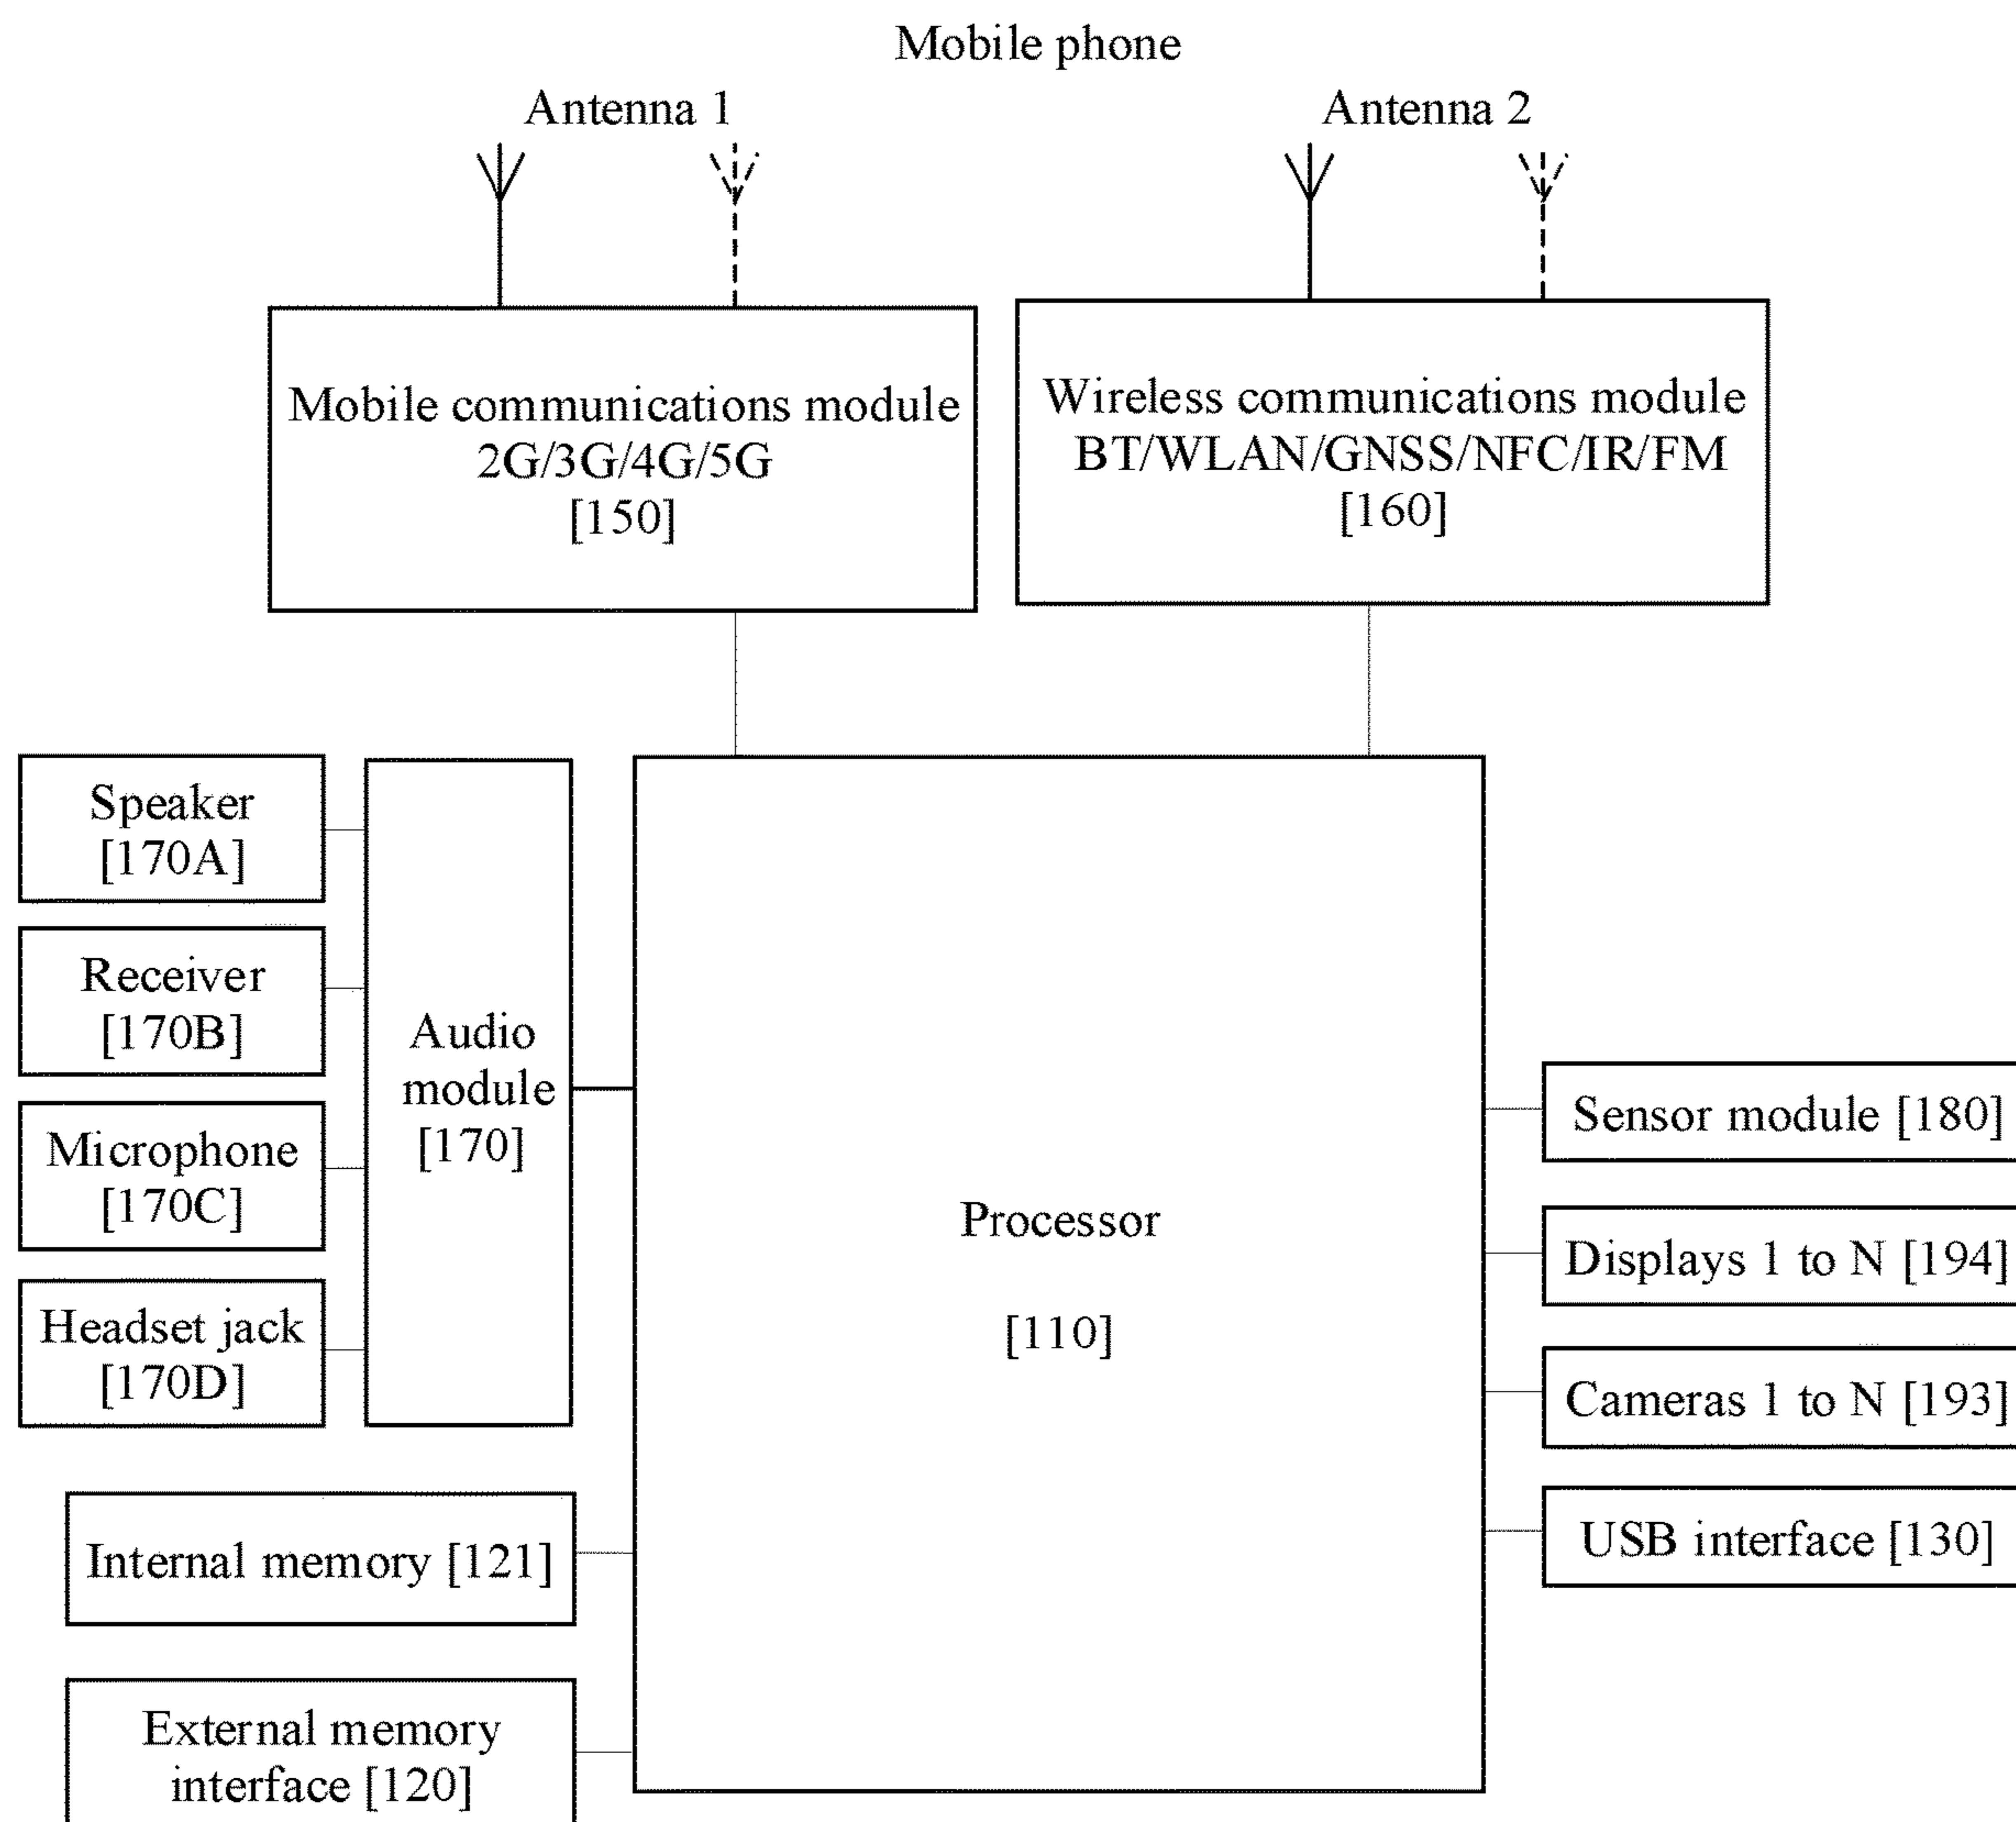 Mobile phone
Antenna 1
Antenna 2
Mobile communications module
2G/3G/4G/5G
[150]
Wireless communications module
BT/WLAN/GNSS/NFC/IR/FM
[160]
Speaker
[170A]
Receiver
[170B]
Microphone
[170C]
Headset jack
[170D]
Audio
module
[170]
Processor
[110]
Sensor module [180]
Displays 1 to N [194]
Cameras 1 to N [193]
USB interface [130]
Internal memory [121]
External memory
interface [120]